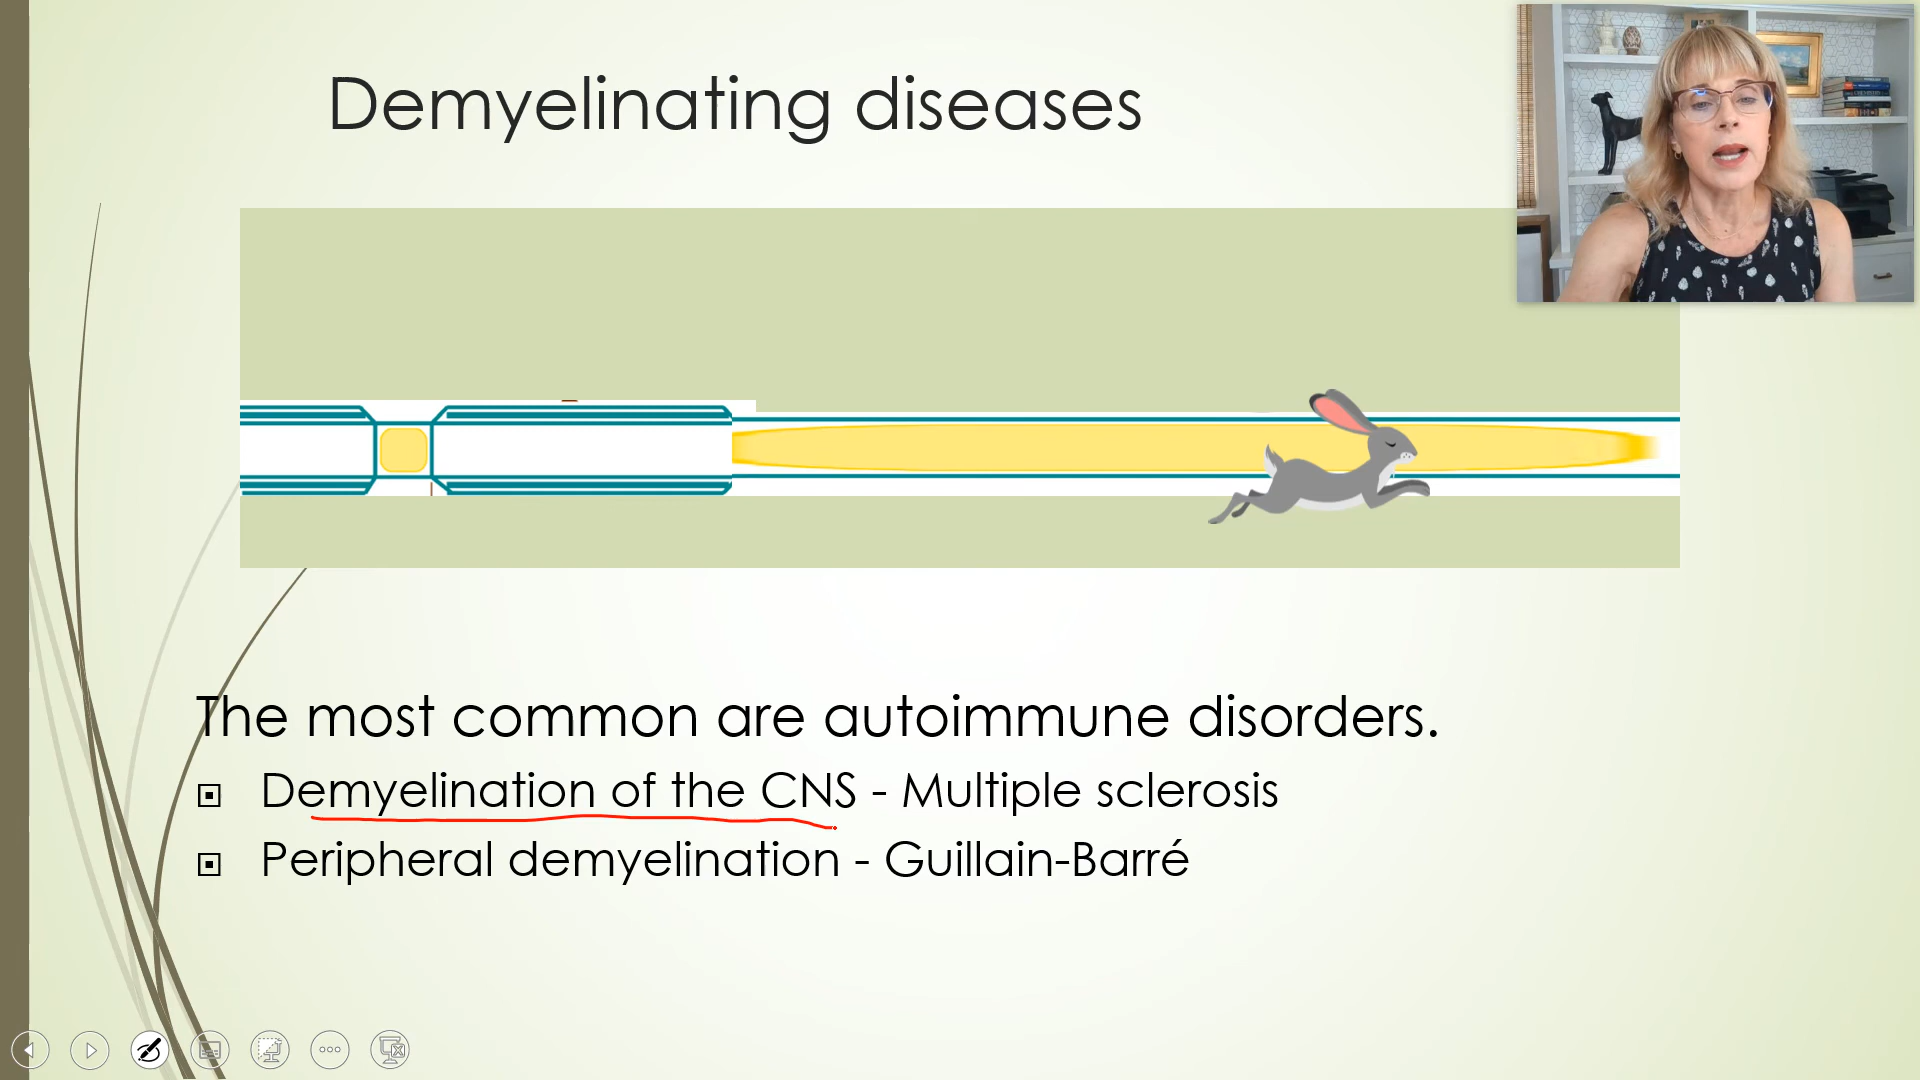 Demyelinating diseases
The most common are autoimmune disorders.
Demyelination of the CNS - Multiple sclerosis
Peripheral demyelination - Guillain-Barré